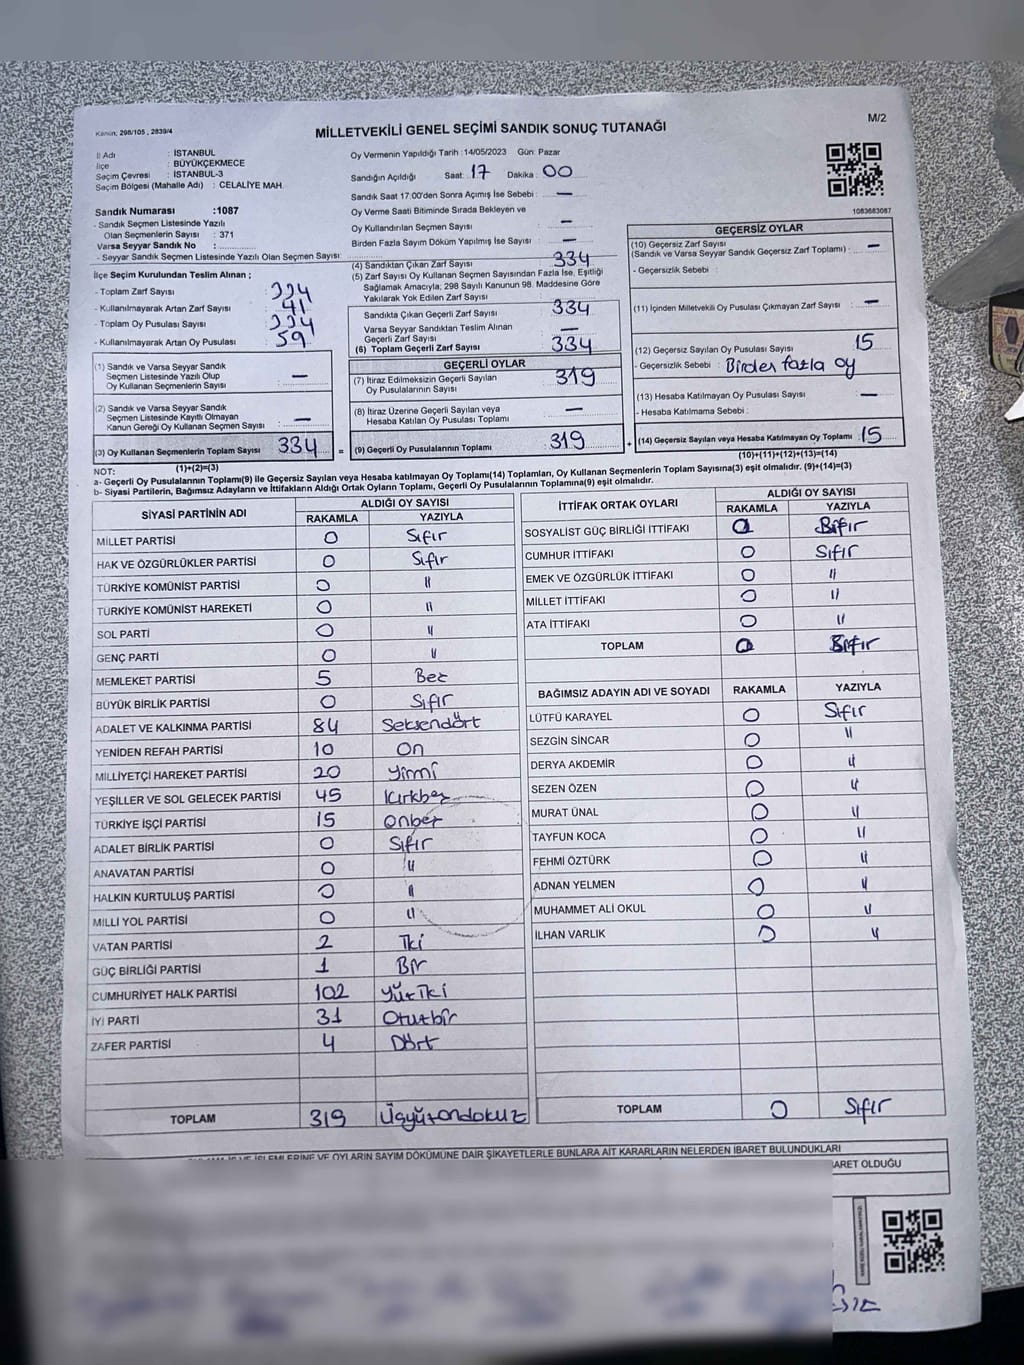 Kanun: 298/105, 2839/4
M/2
MİLLETVEKİLİ GENEL SEÇİMİ SANDIK SONUÇ TUTANAĞI
İl Adı : İSTANBUL
İlçe : BÜYÜKÇEKMECE
Seçim Çevresi : İSTANBUL-3
Seçim Bölgesi (Mahalle Adı) : CELALİYE MAH.
Oy Vermenin Yapıldığı Tarih :14/05/2023 Gün: Pazar
Sandığın Açıldığı Saat: 17 Dakika: 00
Sandık Saat 17:00'den Sonra Açımış İse Sebebi : —
Oy Verme Saati Bitiminde Sırada Bekleyen ve
Oy Kullandırılan Seçmen Sayısı : —
Birden Fazla Sayım Döküm Yapılmış İse Sayısı : —
1083683087
Sandık Numarası :1087
- Sandık Seçmen Listesinde Yazılı
Olan Seçmenlerin Sayısı : 371
Varsa Seyyar Sandık No :
- Seyyar Sandık Seçmen Listesinde Yazılı Olan Seçmen Sayısı:
İlçe Seçim Kurulundan Teslim Alınan ;
- Toplam Zarf Sayısı :
- Kullanılmayarak Artan Zarf Sayısı : 41
- Toplam Oy Pusulası Sayısı :
- Kullanılmayarak Artan Oy Pusulası : 59
(1) Sandık ve Varsa Seyyar Sandık
Seçmen Listesinde Yazılı Olup
Oy Kullanan Seçmenlerin Sayısı : —
(2) Sandık ve Varsa Seyyar Sandık
Seçmen Listesinde Kayıtlı Olmayan
Kanun Gereği Oy Kullanan Seçmen Sayısı : —
(3) Oy Kullanan Seçmenlerin Toplam Sayısı : 334
(1)+(2)=(3)
(4) Sandıktan Çıkan Zarf Sayısı : 334
(5) Zarf Sayısı Oy Kullanan Seçmen Sayısından Fazla İse, Eşitliği
Sağlamak Amacıyla; 298 Sayılı Kanunun 98. Maddesine Göre
Yakılarak Yok Edilen Zarf Sayısı :
Sandıkta Çıkan Geçerli Zarf Sayısı : 334
Varsa Seyyar Sandıktan Teslim Alınan
Geçerli Zarf Sayısı : —
(6) Toplam Geçerli Zarf Sayısı : 334
GEÇERLİ OYLAR
(7) İtiraz Edilmeksizin Geçerli Sayılan
Oy Pusulalarının Sayısı : 319
(8) İtiraz Üzerine Geçerli Sayılan veya
Hesaba Katılan Oy Pusulası Toplamı : —
= (9) Geçerli Oy Pusulalarının Toplamı : 319
GEÇERSİZ OYLAR
(10) Geçersiz Zarf Sayısı
(Sandık ve Varsa Seyyar Sandık Geçersiz Zarf Toplamı) : —
- Geçersizlik Sebebi :
(11) İçinden Milletvekili Oy Pusulası Çıkmayan Zarf Sayısı : —
(12) Geçersiz Sayılan Oy Pusulası Sayısı : 15
- Geçersizlik Sebebi : Birden fazla oy
(13) Hesaba Katılmayan Oy Pusulası Sayısı : —
- Hesaba Katılmama Sebebi :
+ (14) Geçersiz Sayılan veya Hesaba Katılmayan Oy Toplamı : 15
(10)+(11)+(12)+(13)=(14)
NOT:
a- Geçerli Oy Pusulalarının Toplamı(9) ile Geçersiz Sayılan veya Hesaba katılmayan oy Toplamı(14) Toplamları, Oy Kullanan Seçmenlerin Toplam Sayısına(3) eşit olmalıdır. (9)+(14)=(3)
b- Siyasi Partilerin, Bağımsız Adayların ve İttifakların Aldığı Ortak Oyların Toplamı, Geçerli Oy Pusulalarının Toplamına(9) eşit olmalıdır.
SİYASİ PARTİNİN ADI ALDIĞI OY SAYISI
RAKAMLA YAZIYLA
MİLLET PARTİSİ 0 Sıfır
HAK VE ÖZGÜRLÜKLER PARTİSİ 0 Sıfır
TÜRKİYE KOMÜNİST PARTİSİ 0 "
TÜRKİYE KOMÜNİST HAREKETİ 0 "
SOL PARTİ 0 "
GENÇ PARTİ 0 "
MEMLEKET PARTİSİ 5 Beş
BÜYÜK BİRLİK PARTİSİ 0 Sıfır
ADALET VE KALKINMA PARTİSİ 84 Seksendört
YENİDEN REFAH PARTİSİ 10 On
MİLLİYETÇİ HAREKET PARTİSİ 20 Yirmi
YEŞİLLER VE SOL GELECEK PARTİSİ 45 Kırkbeş
TÜRKİYE İŞÇİ PARTİSİ 15 Onbeş
ADALET BİRLİK PARTİSİ 0 Sıfır
ANAVATAN PARTİSİ 0 "
HALKIN KURTULUŞ PARTİSİ 0 "
MİLLİ YOL PARTİSİ 0 "
VATAN PARTİSİ 2 İki
GÜÇ BİRLİĞİ PARTİSİ 1 Bir
CUMHURİYET HALK PARTİSİ 102 Yüziki
İYİ PARTİ 31 Otuzbir
ZAFER PARTİSİ 4 Dört
TOPLAM 319 Üçyüzondokuz
İTTİFAK ORTAK OYLARI ALDIĞI OY SAYISI
RAKAMLA YAZIYLA
SOSYALİST GÜÇ BİRLİĞİ İTTİFAKI
CUMHUR İTTİFAKI 0 Sıfır
EMEK VE ÖZGÜRLÜK İTTİFAKI 0 "
MİLLET İTTİFAKI 0 "
ATA İTTİFAKI 0 "
TOPLAM
BAĞIMSIZ ADAYIN ADI VE SOYADI RAKAMLA YAZIYLA
LÜTFÜ KARAYEL 0 Sıfır
SEZGİN SİNCAR 0 "
DERYA AKDEMİR 0 "
SEZEN ÖZEN 0 "
MURAT ÜNAL 0 "
TAYFUN KOCA 0 "
FEHMİ ÖZTÜRK 0 "
ADNAN YELMEN 0 "
MUHAMMET ALİ OKUL 0 "
İLHAN VARLIK 0 "
TOPLAM 0 Sıfır
İŞLEMLERİNE VE OYLARIN SAYIM DÖKÜMÜNE DAİR ŞİKAYETLERLE BUNLARA AİT KARARLARIN NELERDEN İBARET BULUNDUKLARI
BARET OLDUĞU